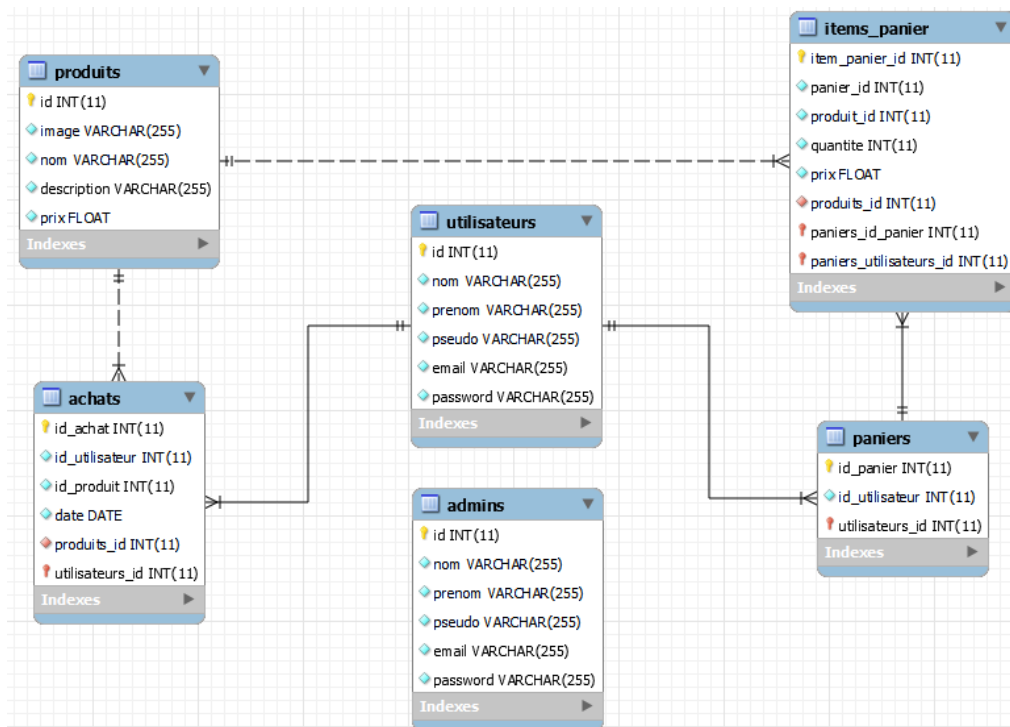 produits
id INT(11)
image VARCHAR(255)
nom VARCHAR(255)
description VARCHAR(255)
prix FLOAT
Indexes
items_panier
item_panier_id INT(11)
panier_id INT(11)
produit_id INT(11)
quantite INT(11)
prix FLOAT
produits_id INT(11)
paniers_id_panier INT(11)
paniers_utilisateurs_id INT(11)
Indexes
utilisateurs
id INT(11)
nom VARCHAR(255)
prenom VARCHAR(255)
pseudo VARCHAR(255)
email VARCHAR(255)
password VARCHAR(255)
Indexes
achats
id_achat INT(11)
id_utilisateur INT(11)
id_produit INT(11)
date DATE
produits_id INT(11)
utilisateurs_id INT(11)
Indexes
paniers
id_panier INT(11)
id_utilisateur INT(11)
utilisateurs_id INT(11)
Indexes
admins
id INT(11)
nom VARCHAR(255)
prenom VARCHAR(255)
pseudo VARCHAR(255)
email VARCHAR(255)
password VARCHAR(255)
Indexes